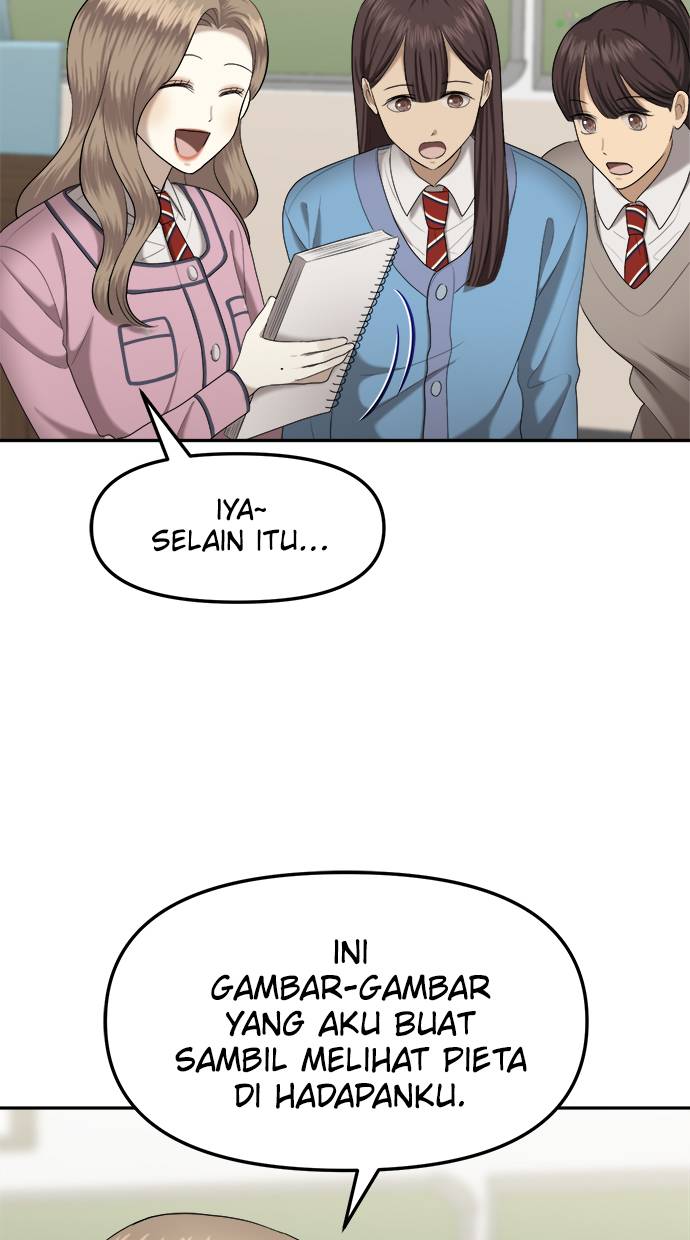 IYA~
SELAIN ITU...
INI
GAMBAR-GAMBAR
YANG AKU BUAT
SAMBIL MELIHAT PIETA
DI HADAPANKU.